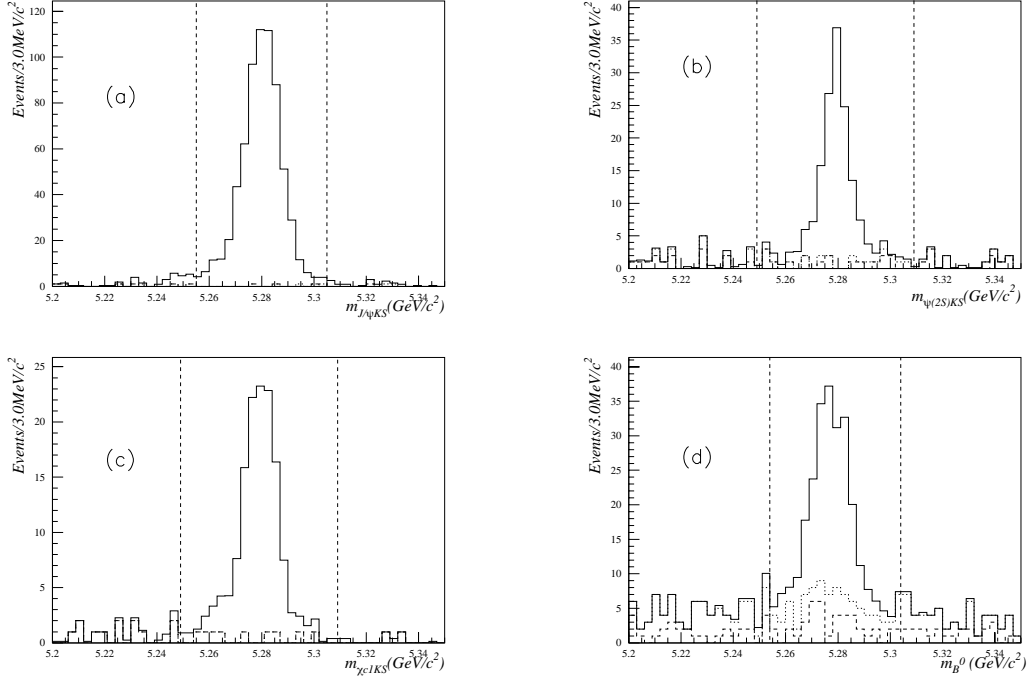 Events/3.0MeV/c²
120
100
80
60
40
20
0
(a)
5.2 5.22 5.24 5.26 5.28 5.3 5.32 5.34
m_{J/ψKS}(GeV/c²)
Events/3.0MeV/c²
40
35
30
25
20
15
10
5
0
(b)
5.2 5.22 5.24 5.26 5.28 5.3 5.32 5.34
m_{ψ(2S)KS}(GeV/c²)
Events/3.0MeV/c²
25
20
15
10
5
0
(c)
5.2 5.22 5.24 5.26 5.28 5.3 5.32 5.34
m_{χc1KS}(GeV/c²)
Events/3.0MeV/c²
40
35
30
25
20
15
10
5
0
(d)
5.2 5.22 5.24 5.26 5.28 5.3 5.32 5.34
m_{B⁰}(GeV/c²)